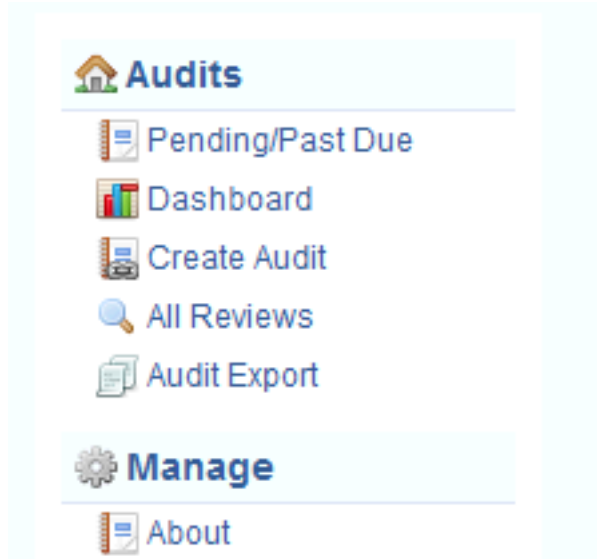 Audits
Pending/Past Due
Dashboard
Create Audit
All Reviews
Audit Export
Manage
About